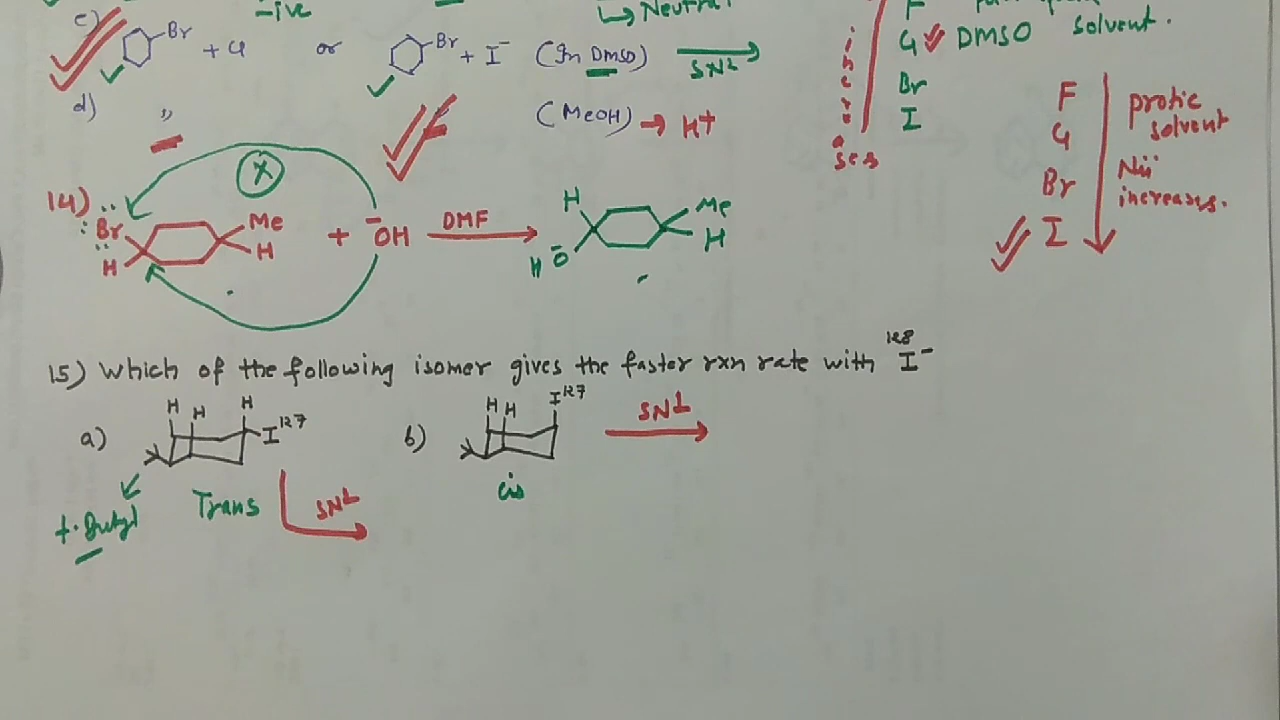 -ive
↳ Neutral
c) Br + Cl or Br + I⁻ (In DMSO) SN²
d) ,, (MeOH) → H+
F
Cl DMSO solvent.
Br
I
F
Cl
Br
I
protic solvent
Nu
increases.
14) Br H Me H + ⁻OH DMF H HO Me H
15) Which of the following isomer gives the faster rxn rate with ¹²⁸I⁻
a) H H H I¹²⁷
b) H H I¹²⁷ SN²
t-Butyl Trans SN²
cis